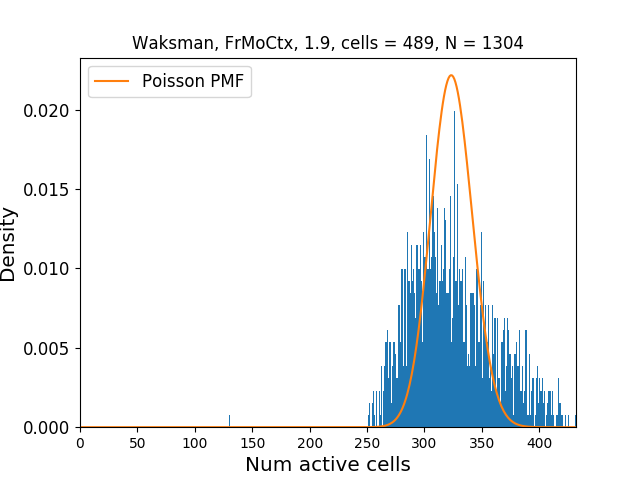 Waksman, FrMoCtx, 1.9, cells = 489, N = 1304
Poisson PMF
0.020
0.015
0.010
0.005
0.000
Density
0 50 100 150 200 250 300 350 400
Num active cells